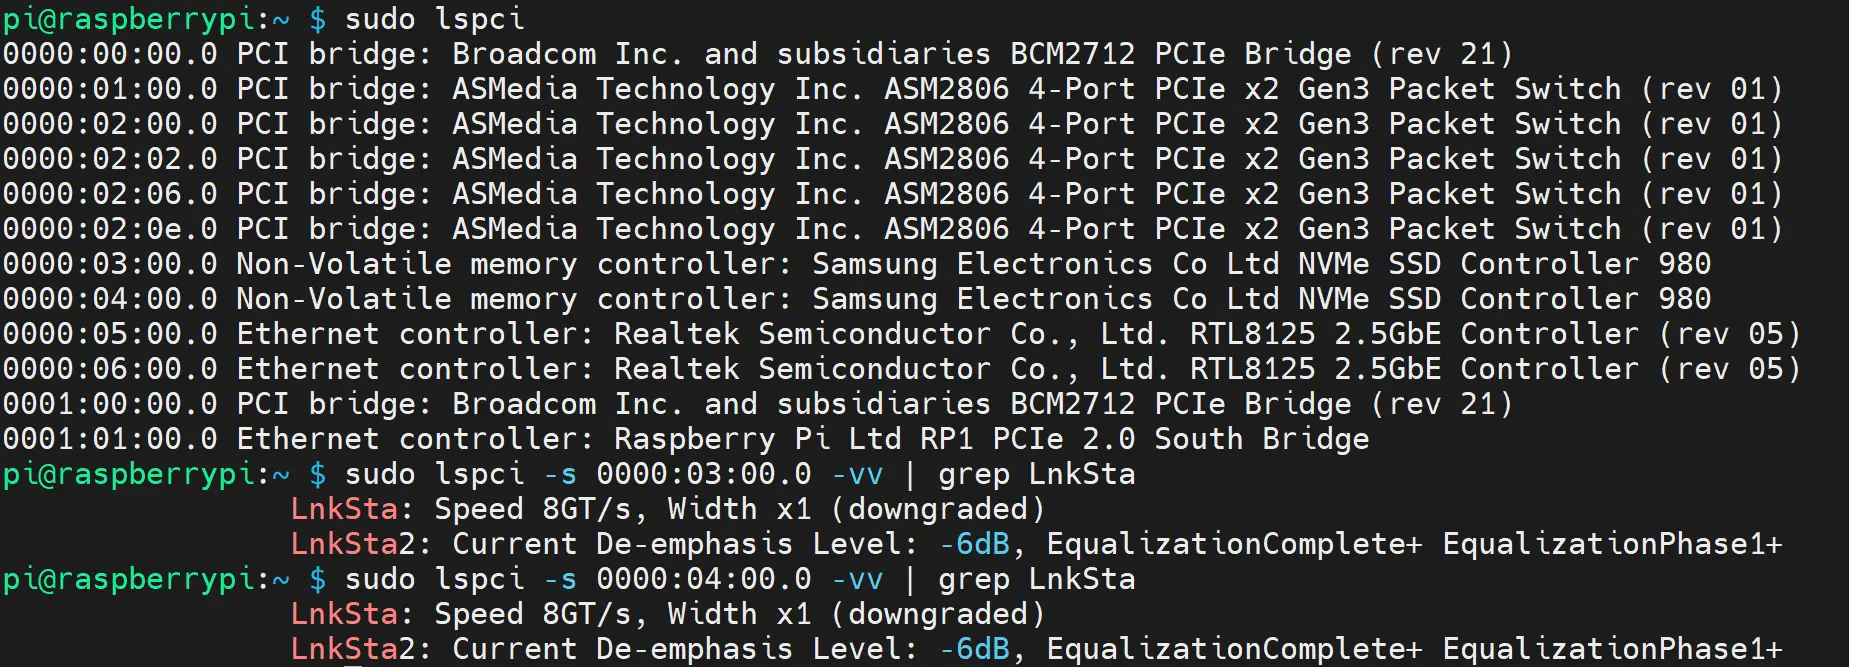 pi@raspberrypi:~ $ sudo lspci
0000:00:00.0 PCI bridge: Broadcom Inc. and subsidiaries BCM2712 PCIe Bridge (rev 21)
0000:01:00.0 PCI bridge: ASMedia Technology Inc. ASM2806 4-Port PCIe x2 Gen3 Packet Switch (rev 01)
0000:02:00.0 PCI bridge: ASMedia Technology Inc. ASM2806 4-Port PCIe x2 Gen3 Packet Switch (rev 01)
0000:02:02.0 PCI bridge: ASMedia Technology Inc. ASM2806 4-Port PCIe x2 Gen3 Packet Switch (rev 01)
0000:02:06.0 PCI bridge: ASMedia Technology Inc. ASM2806 4-Port PCIe x2 Gen3 Packet Switch (rev 01)
0000:02:0e.0 PCI bridge: ASMedia Technology Inc. ASM2806 4-Port PCIe x2 Gen3 Packet Switch (rev 01)
0000:03:00.0 Non-Volatile memory controller: Samsung Electronics Co Ltd NVMe SSD Controller 980
0000:04:00.0 Non-Volatile memory controller: Samsung Electronics Co Ltd NVMe SSD Controller 980
0000:05:00.0 Ethernet controller: Realtek Semiconductor Co., Ltd. RTL8125 2.5GbE Controller (rev 05)
0000:06:00.0 Ethernet controller: Realtek Semiconductor Co., Ltd. RTL8125 2.5GbE Controller (rev 05)
0001:00:00.0 PCI bridge: Broadcom Inc. and subsidiaries BCM2712 PCIe Bridge (rev 21)
0001:01:00.0 Ethernet controller: Raspberry Pi Ltd RP1 PCIe 2.0 South Bridge
pi@raspberrypi:~ $ sudo lspci -s 0000:03:00.0 -vv | grep LnkSta
LnkSta: Speed 8GT/s, Width x1 (downgraded)
LnkSta2: Current De-emphasis Level: -6dB, EqualizationComplete+ EqualizationPhase1+
pi@raspberrypi:~ $ sudo lspci -s 0000:04:00.0 -vv | grep LnkSta
LnkSta: Speed 8GT/s, Width x1 (downgraded)
LnkSta2: Current De-emphasis Level: -6dB, EqualizationComplete+ EqualizationPhase1+